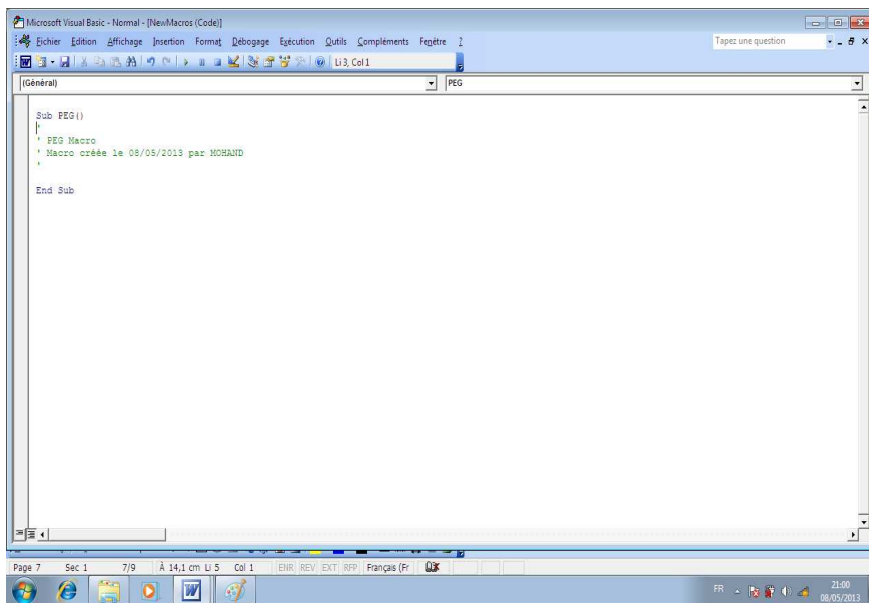 Microsoft Visual Basic - Normal - [NewMacros (Code)]
Fichier Edition Affichage Insertion Format Débogage Exécution Outils Compléments Fenêtre ?
Tapez une question
Li 3, Col 1
(Général)
PEG
Sub PEG()
'
' PEG Macro
' Macro créée le 08/05/2013 par MOHAND
'
End Sub
Page 7 Sec 1 7/9 À 14,1 cm Li 5 Col 1 ENR REV EXT RFP Français (Fr
FR
21:00
08/05/2013